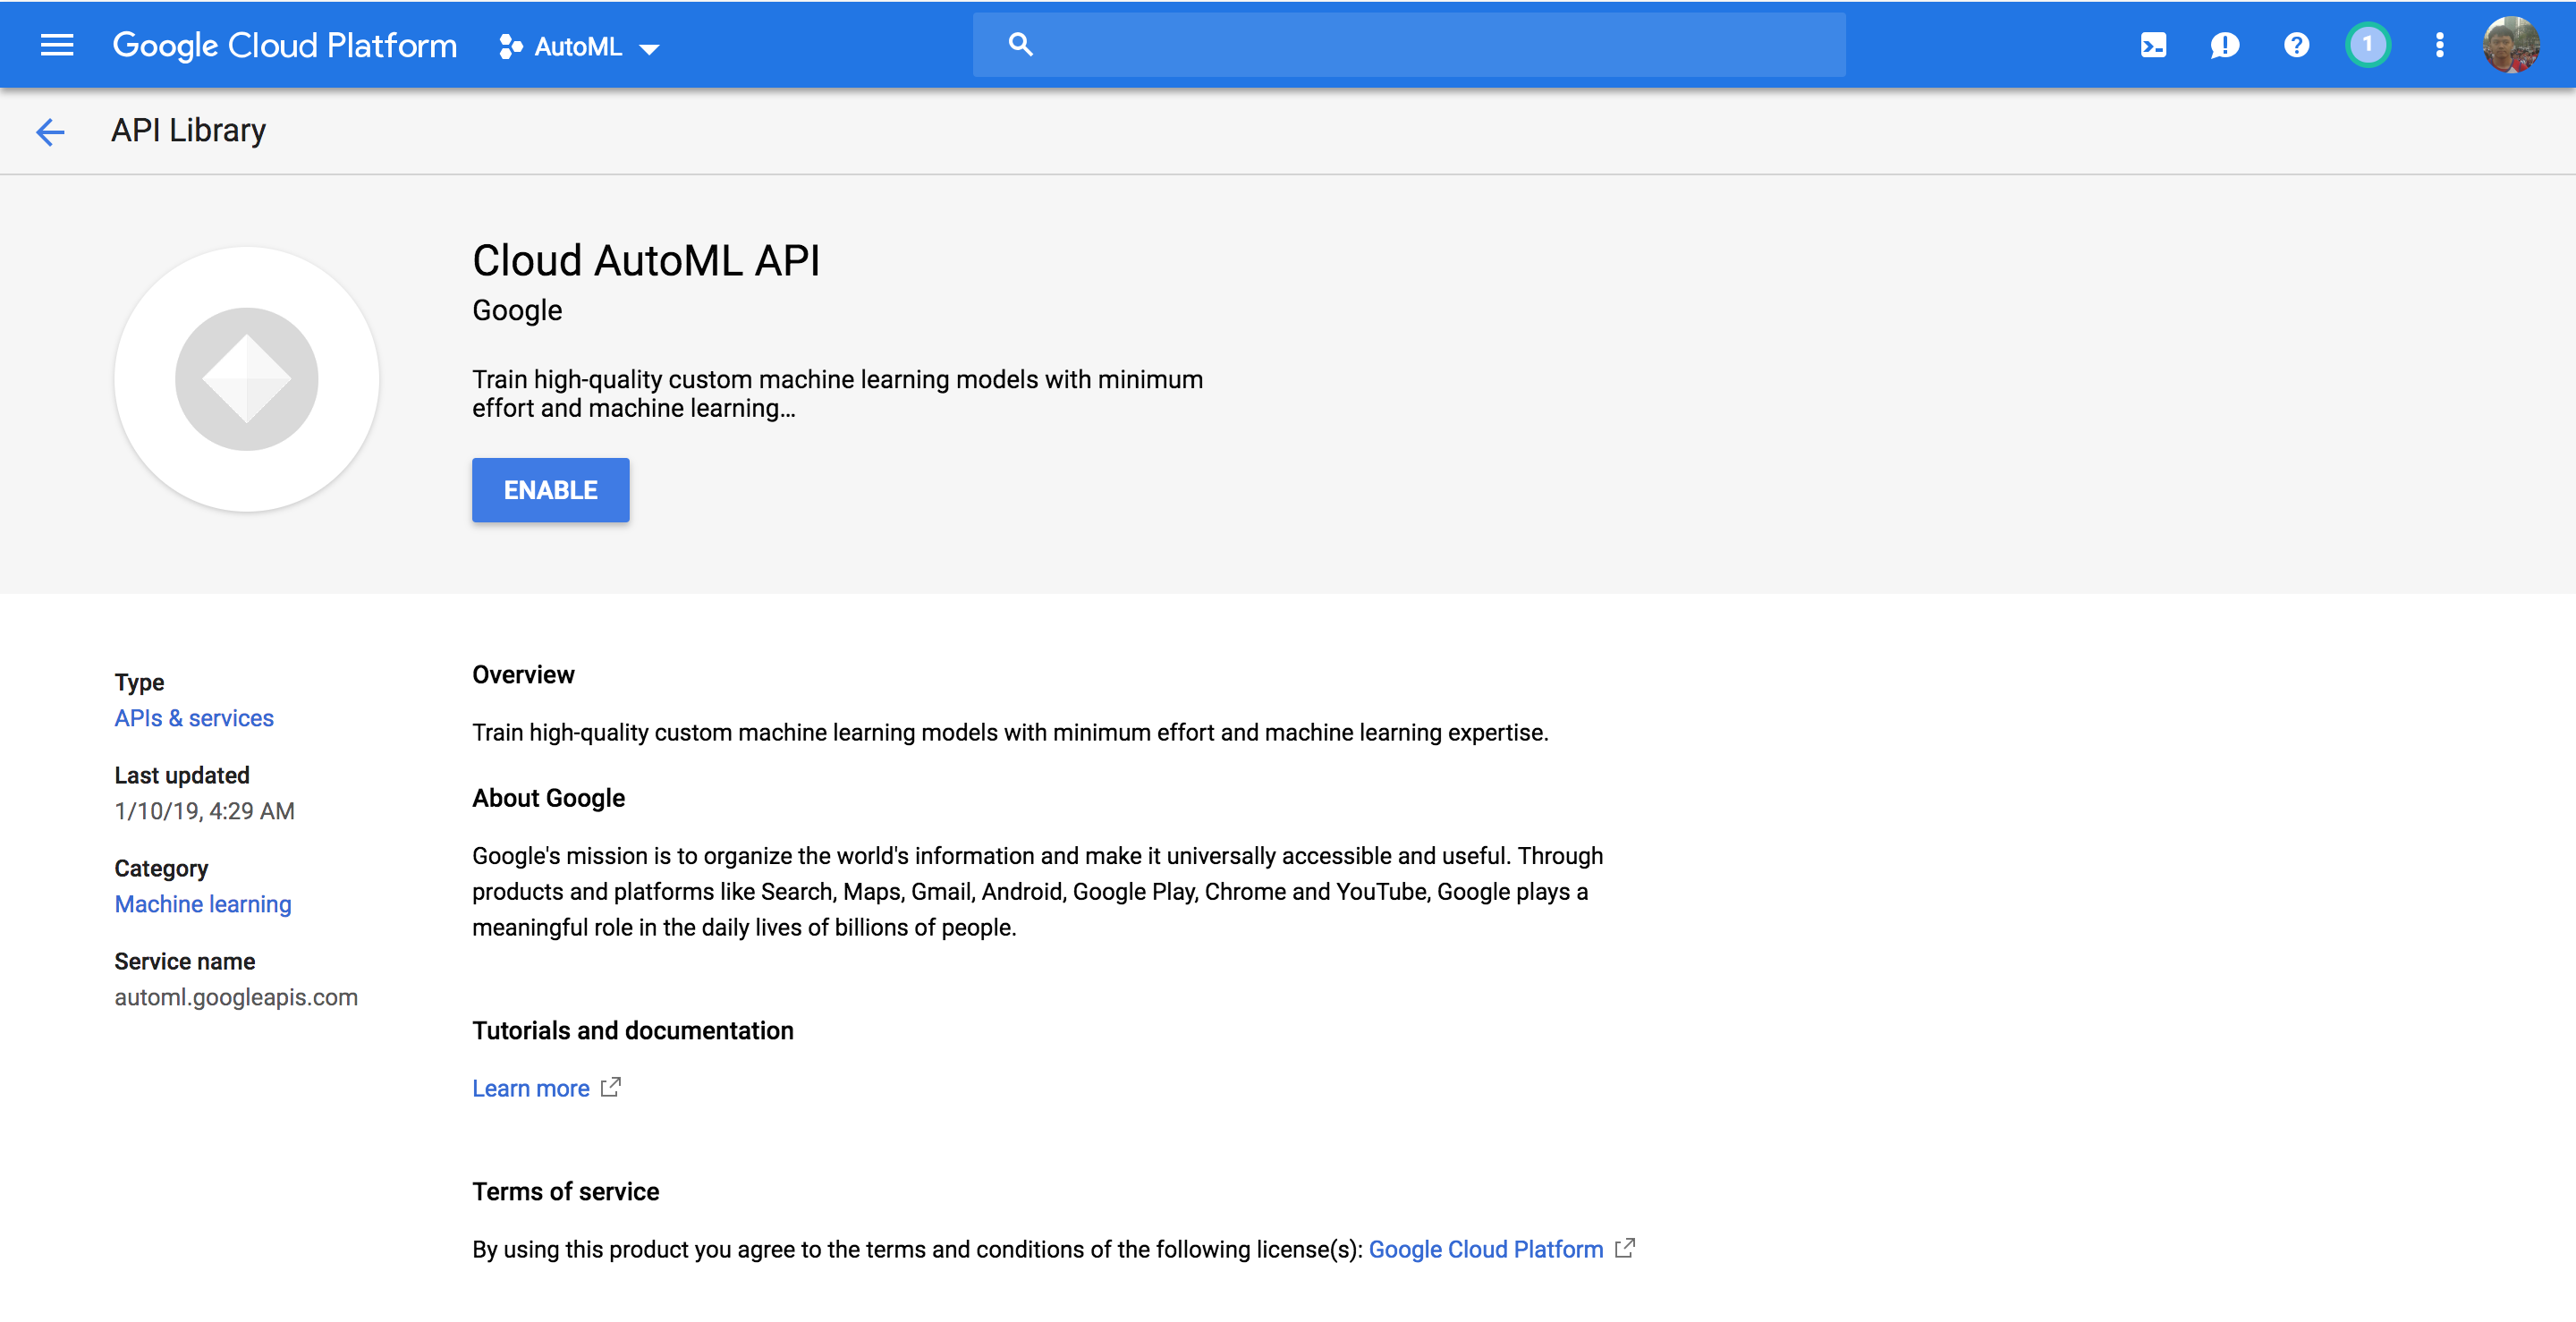 Google Cloud Platform
AutoML
1
API Library
Cloud AutoML API
Google
Train high-quality custom machine learning models with minimum
effort and machine learning...
ENABLE
Type
APIs & services
Last updated
1/10/19, 4:29 AM
Category
Machine learning
Service name
automl.googleapis.com
Overview
Train high-quality custom machine learning models with minimum effort and machine learning expertise.
About Google
Google's mission is to organize the world's information and make it universally accessible and useful. Through
products and platforms like Search, Maps, Gmail, Android, Google Play, Chrome and YouTube, Google plays a
meaningful role in the daily lives of billions of people.
Tutorials and documentation
Learn more
Terms of service
By using this product you agree to the terms and conditions of the following license(s): Google Cloud Platform